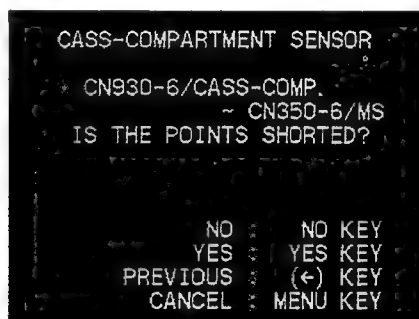 CASS-COMPARTMENT SENSOR
* CN930-6/CASS-COMP.
~ CN350-6/MS
IS THE POINTS SHORTED?
NO * NO KEY
YES * YES KEY
PREVIOUS * (←) KEY
CANCEL * MENU KEY